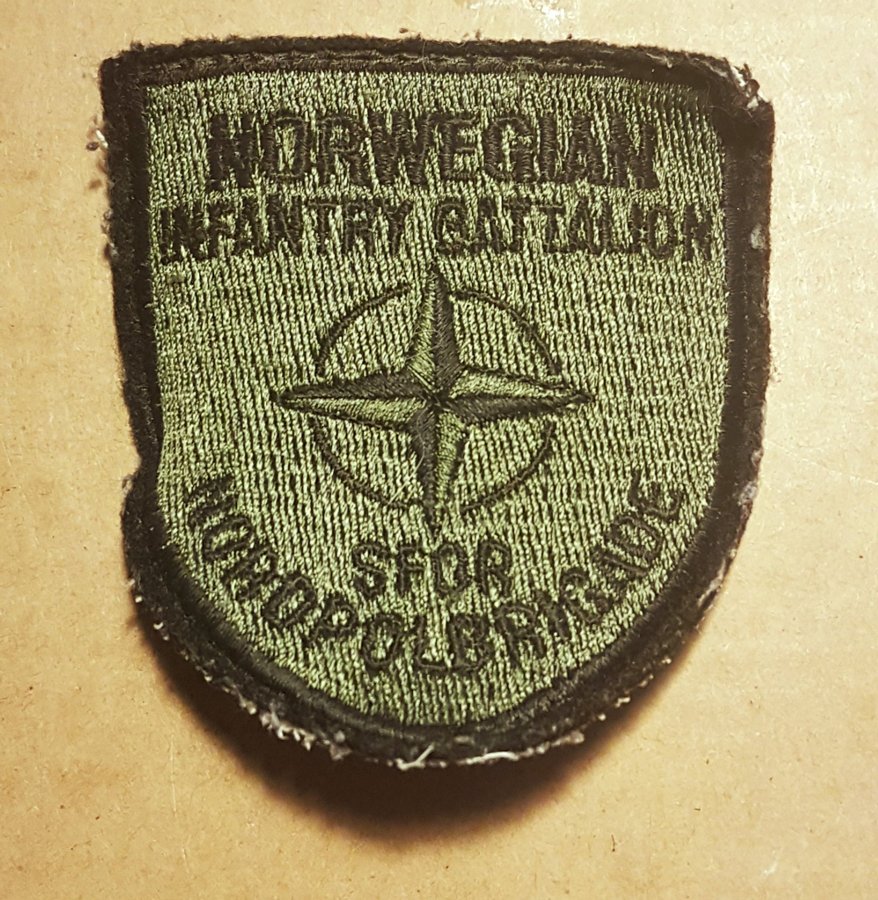 NORWEGIAN
INFANTRY BATTALION
SFOR
NORDPOLBRIGADE